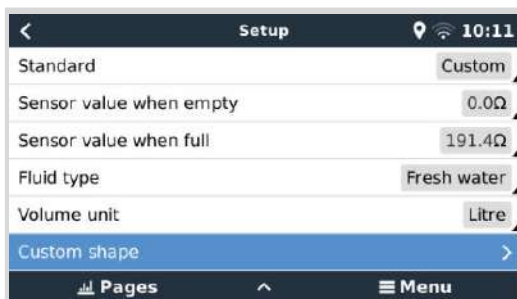 Setup 10:11
Standard Custom
Sensor value when empty 0.0Ω
Sensor value when full 191.4Ω
Fluid type Fresh water
Volume unit Litre
Custom shape
Pages Menu